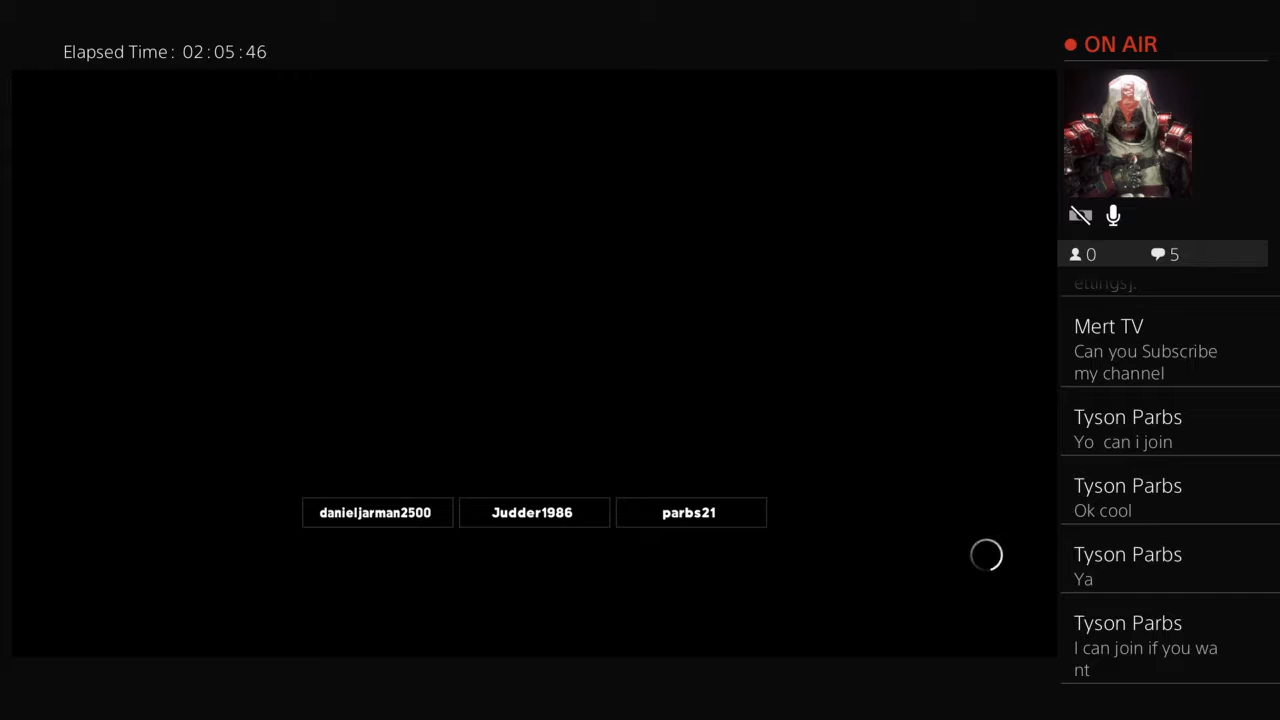 Elapsed Time: 02:05:46
ON AIR
0 5
ettings].
Mert TV
Can you Subscribe
my channel
Tyson Parbs
Yo can i join
Tyson Parbs
Ok cool
Tyson Parbs
Ya
Tyson Parbs
I can join if you wa
nt
danieljarman2500 Judder1986 parbs21